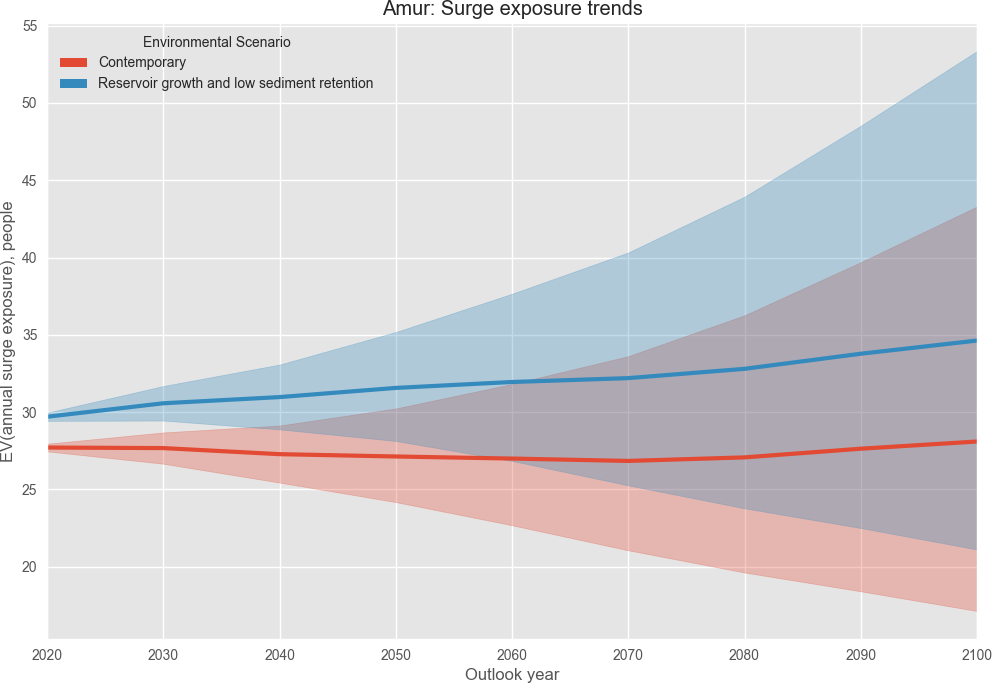 Amur: Surge exposure trends
Environmental Scenario
Contemporary
Reservoir growth and low sediment retention
EV(annual surge exposure), people
55
50
45
40
35
30
25
20
2020 2030 2040 2050 2060 2070 2080 2090 2100
Outlook year